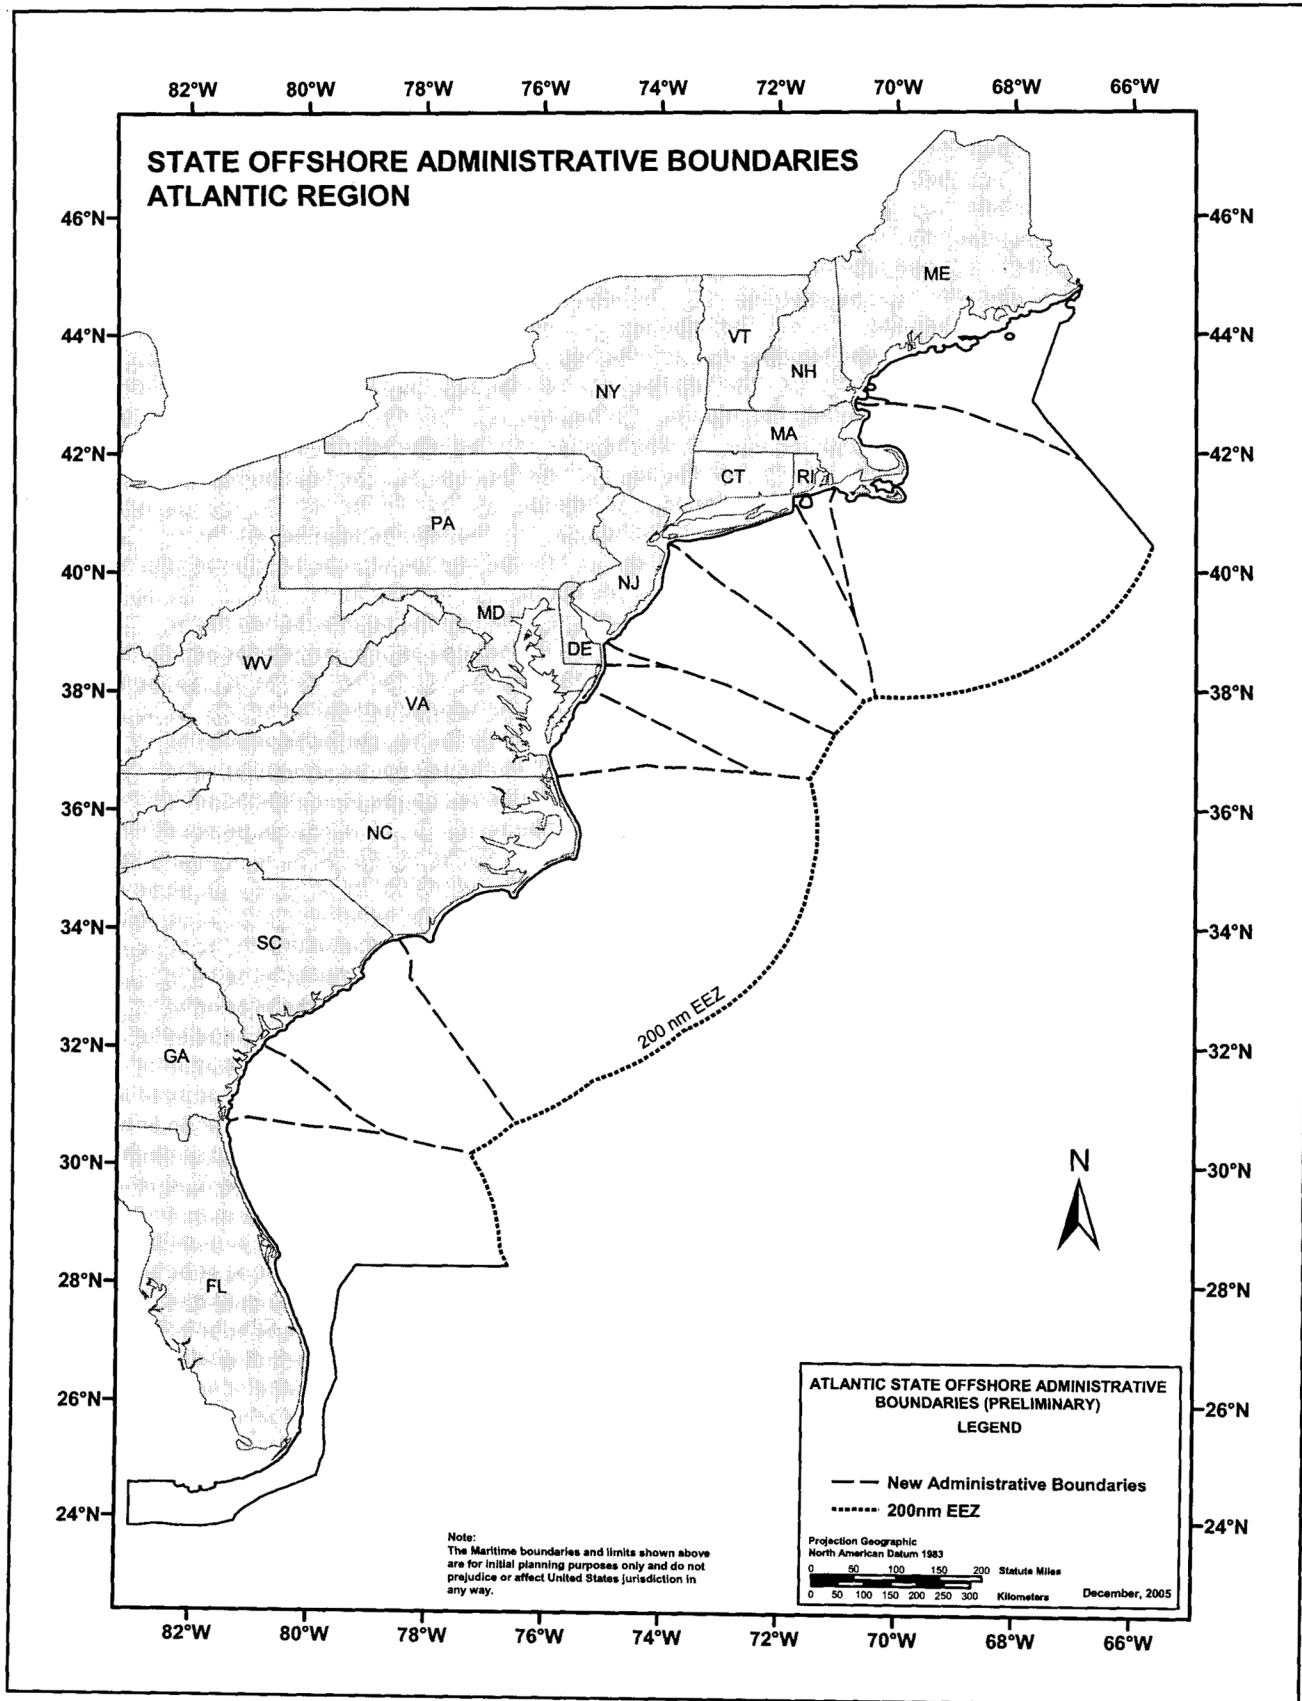 82°W 80°W 78°W 76°W 74°W 72°W 70°W 68°W 66°W
STATE OFFSHORE ADMINISTRATIVE BOUNDARIES
ATLANTIC REGION
46°N 46°N
ME
44°N 44°N
VT
NH
NY
MA
42°N 42°N
CT RI
PA
40°N 40°N
NJ
MD
DE
WV
38°N 38°N
VA
36°N 36°N
NC
34°N 34°N
SC
200 nm EEZ
32°N 32°N
GA
30°N 30°N
N
28°N 28°N
FL
26°N 26°N
24°N 24°N
ATLANTIC STATE OFFSHORE ADMINISTRATIVE
BOUNDARIES (PRELIMINARY)
LEGEND
New Administrative Boundaries
200nm EEZ
Projection Geographic
North American Datum 1983
0 50 100 150 200 Statute Miles
0 50 100 150 200 250 300 Kilometers
December, 2005
Note:
The Maritime boundaries and limits shown above
are for initial planning purposes only and do not
prejudice or affect United States jurisdiction in
any way.
82°W 80°W 78°W 76°W 74°W 72°W 70°W 68°W 66°W